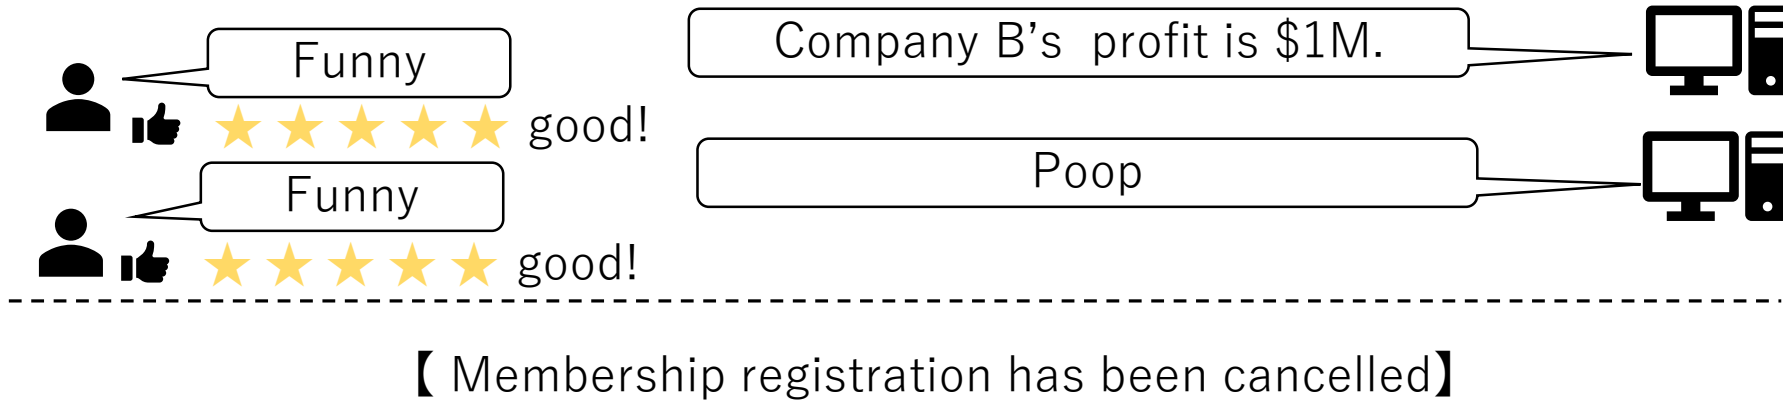 Funny
Company B’s profit is $1M.
good!
Poop
Funny
good!
【 Membership registration has been cancelled】